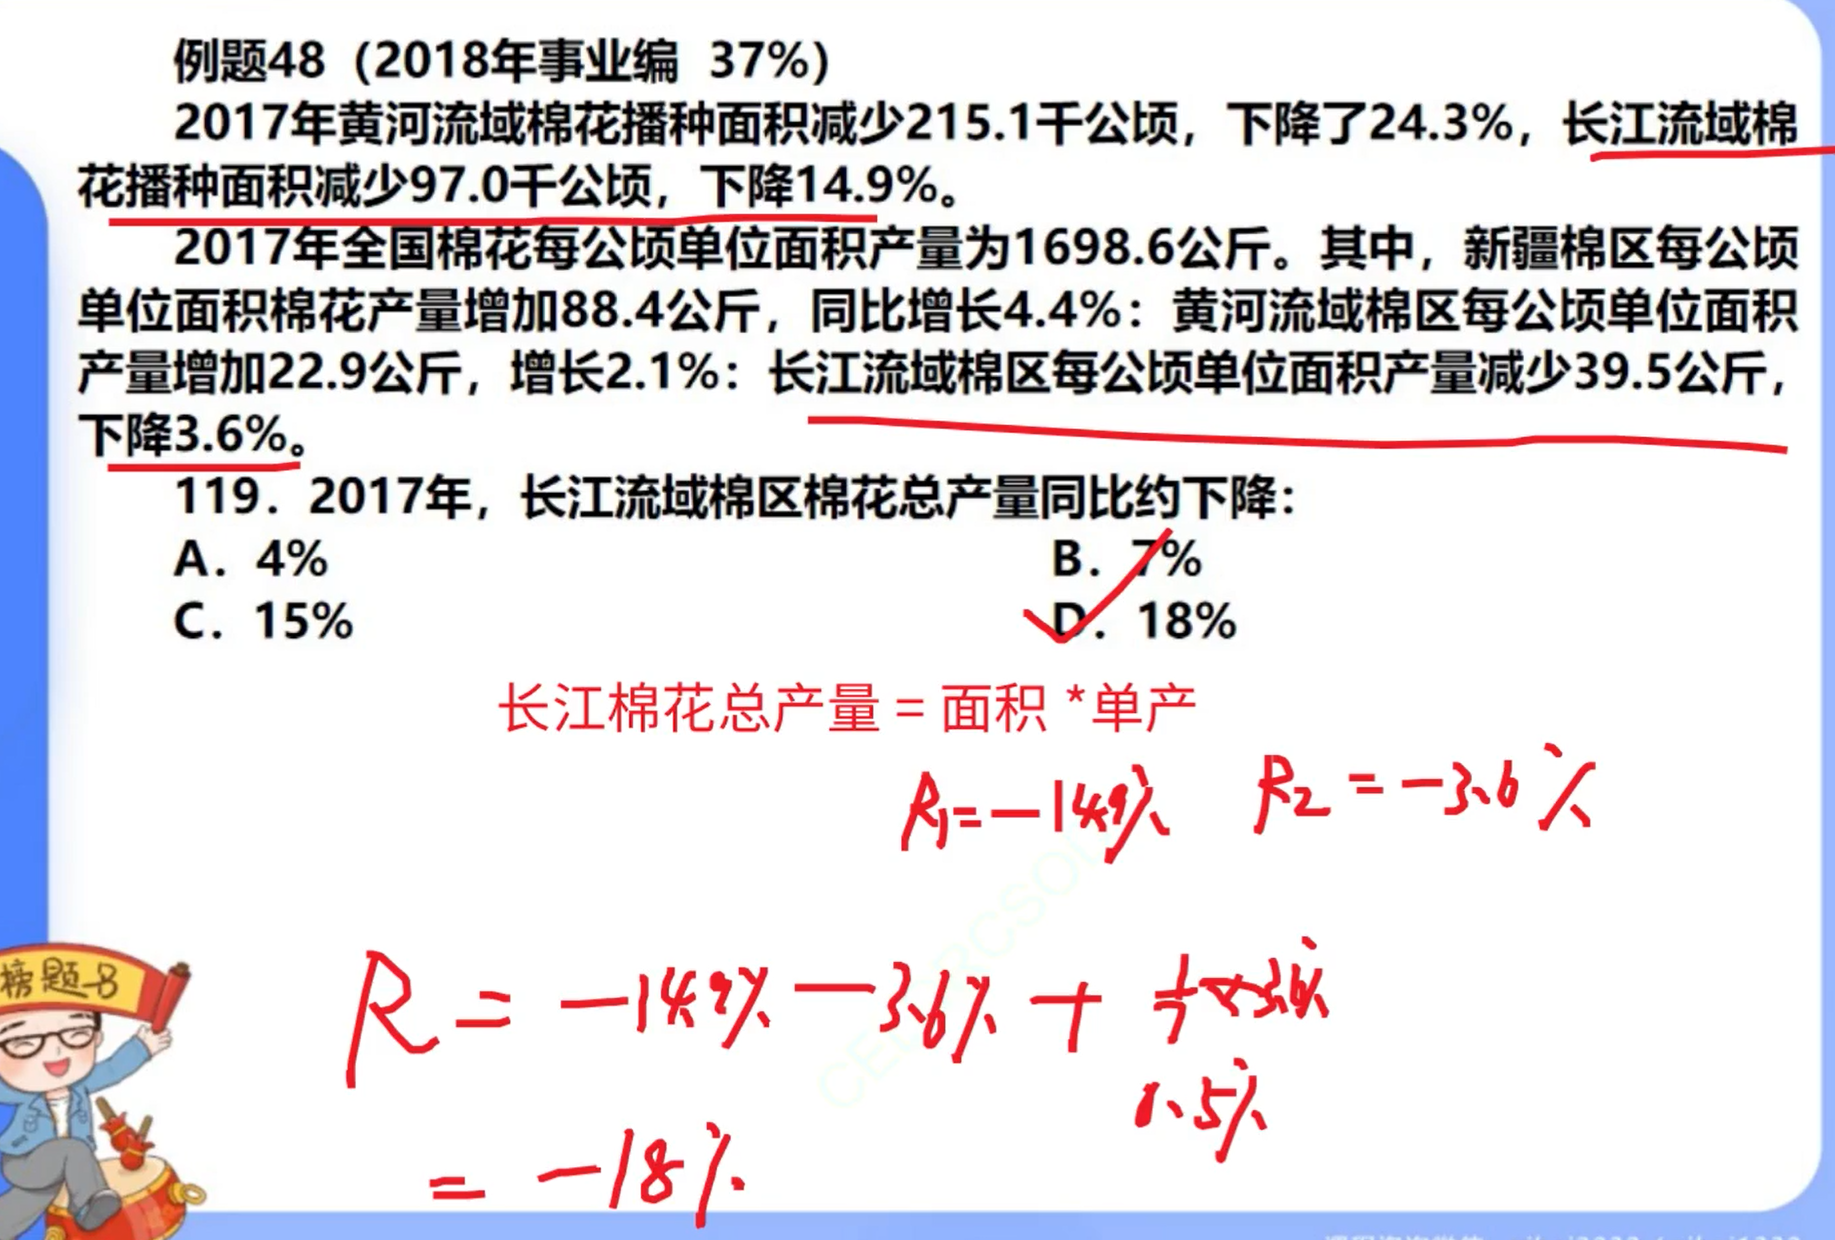 例题48（2018年事业编 37%）
2017年黄河流域棉花播种面积减少215.1千公顷，下降了24.3%，长江流域棉
花播种面积减少97.0千公顷，下降14.9%。
2017年全国棉花每公顷单位面积产量为1698.6公斤。其中，新疆棉区每公顷
单位面积棉花产量增加88.4公斤，同比增长4.4%：黄河流域棉区每公顷单位面积
产量增加22.9公斤，增长2.1%：长江流域棉区每公顷单位面积产量减少39.5公斤，
下降3.6%。
119．2017年，长江流域棉区棉花总产量同比约下降：
A．4% B．7%
C．15% D．18%
长江棉花总产量 = 面积 *单产
R1=-14.9% R2=-3.6%
R = -14.9% - 3.6% + 1/7×3.6%
0.5%
= -18%
榜题书